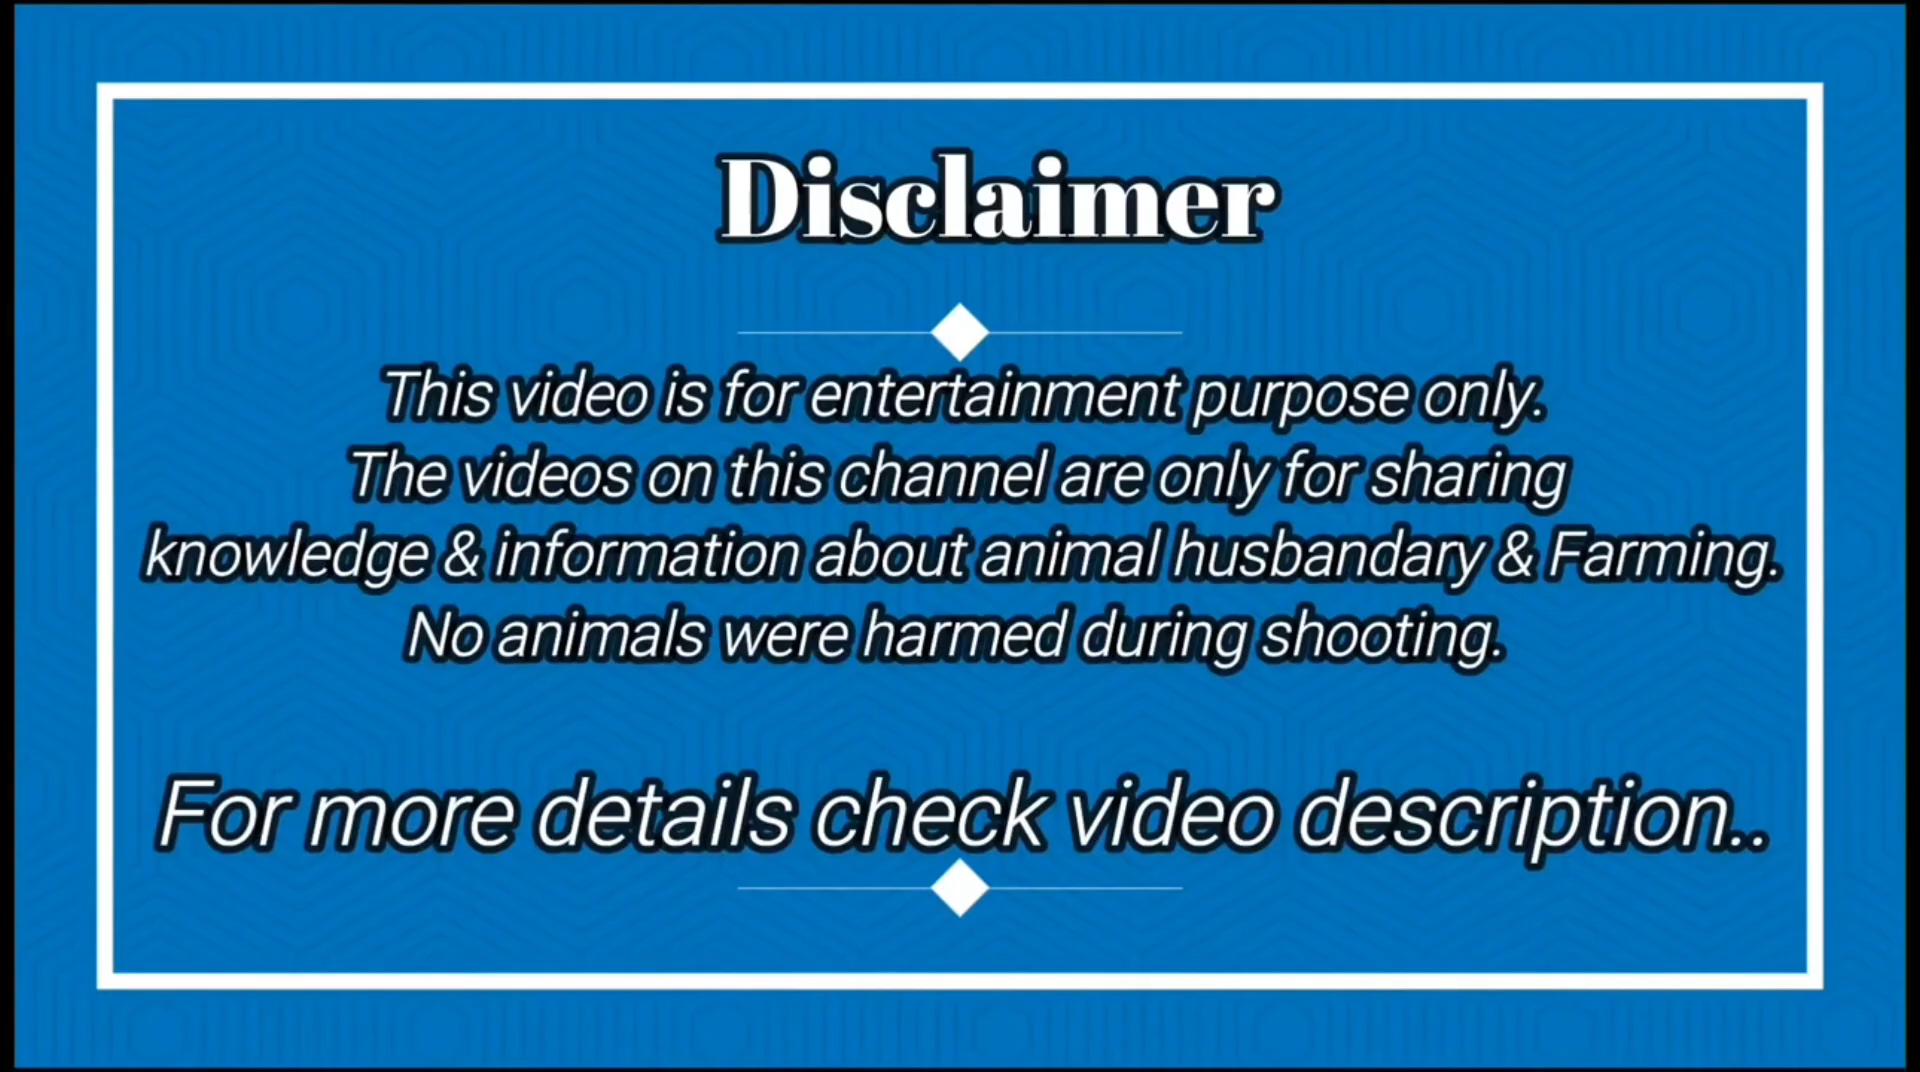 Disclaimer
This video is for entertainment purpose only.
The videos on this channel are only for sharing
knowledge & information about animal husbandary & Farming.
No animals were harmed during shooting.
For more details check video description..